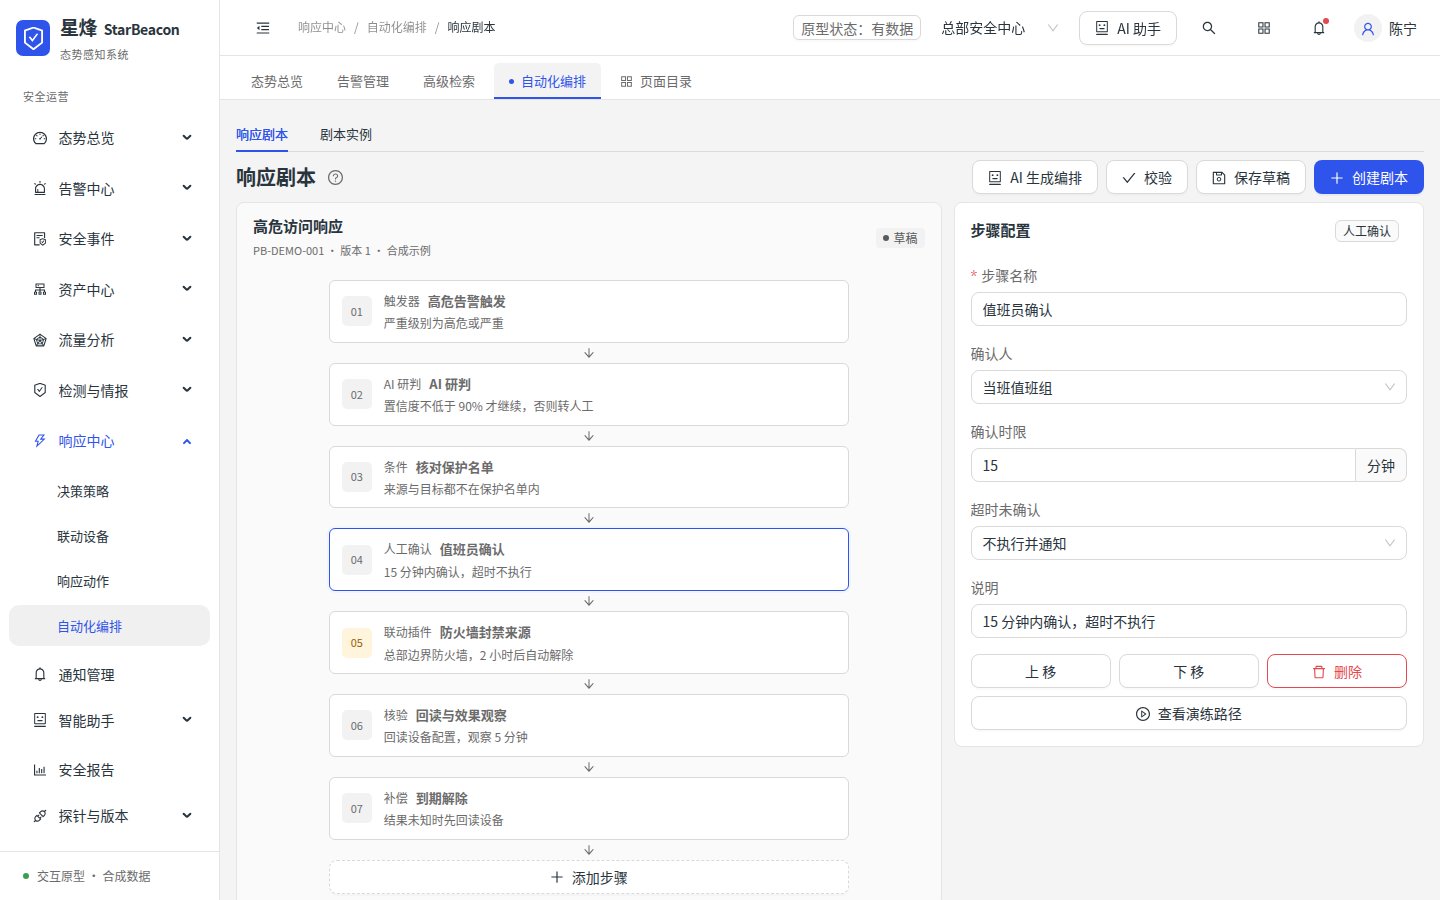 星烽 StarBeacon
态势感知系统
安全运营
态势总览
告警中心
安全事件
资产中心
流量分析
检测与情报
响应中心
决策策略
联动设备
响应动作
自动化编排
通知管理
智能助手
安全报告
探针与版本
交互原型 · 合成数据
响应中心 / 自动化编排 / 响应剧本
原型状态：有数据
总部安全中心
AI 助手
陈宁
态势总览
告警管理
高级检索
自动化编排
页面目录
响应剧本
剧本实例
响应剧本
AI 生成编排
校验
保存草稿
创建剧本
高危访问响应
PB-DEMO-001 · 版本 1 · 合成示例
草稿
01
触发器 高危告警触发
严重级别为高危或严重
02
AI 研判 AI 研判
置信度不低于 90% 才继续，否则转人工
03
条件 核对保护名单
来源与目标都不在保护名单内
04
人工确认 值班员确认
15 分钟内确认，超时不执行
05
联动插件 防火墙封禁来源
总部边界防火墙，2 小时后自动解除
06
核验 回读与效果观察
回读设备配置，观察 5 分钟
07
补偿 到期解除
结果未知时先回读设备
添加步骤
步骤配置
人工确认
* 步骤名称
值班员确认
确认人
当班值班组
确认时限
15
分钟
超时未确认
不执行并通知
说明
15 分钟内确认，超时不执行
上 移
下 移
删除
查看演练路径